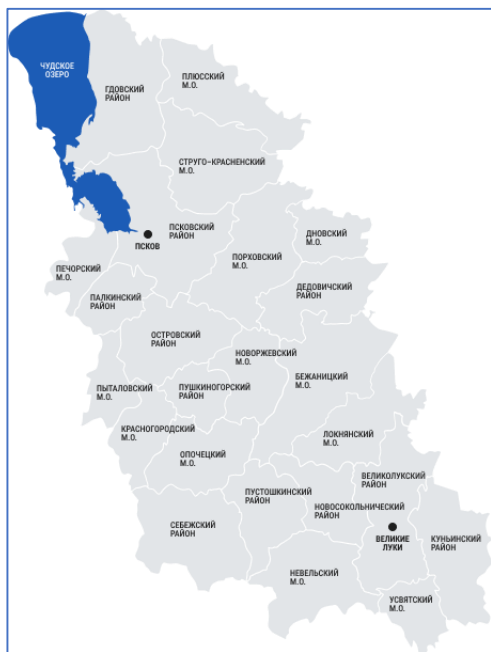 ЧУДСКОЕ
ОЗЕРО
ГДОВСКИЙ
РАЙОН
ПЛЮССКИЙ
М.О.
СТРУГО-КРАСНЕНСКИЙ
М.О.
ПСКОВСКИЙ
РАЙОН
ПСКОВ
ДНОВСКИЙ
М.О.
ПОРХОВСКИЙ
М.О.
ПЕЧОРСКИЙ
М.О.
ДЕДОВИЧСКИЙ
РАЙОН
ПАЛКИНСКИЙ
РАЙОН
ОСТРОВСКИЙ
РАЙОН
НОВОРЖЕВСКИЙ
М.О.
БЕЖАНИЦКИЙ
М.О.
ПЫТАЛОВСКИЙ
М.О.
ПУШКИНОГОРСКИЙ
РАЙОН
КРАСНОГОРОДСКИЙ
М.О.
ЛОКНЯНСКИЙ
М.О.
ОПОЧЕЦКИЙ
М.О.
ВЕЛИКОЛУКСКИЙ
РАЙОН
ПУСТОШКИНСКИЙ
РАЙОН
НОВОСОКОЛЬНИЧЕСКИЙ
РАЙОН
СЕБЕЖСКИЙ
РАЙОН
ВЕЛИКИЕ
ЛУКИ
КУНЬИНСКИЙ
РАЙОН
НЕВЕЛЬСКИЙ
М.О.
УСВЯТСКИЙ
М.О.